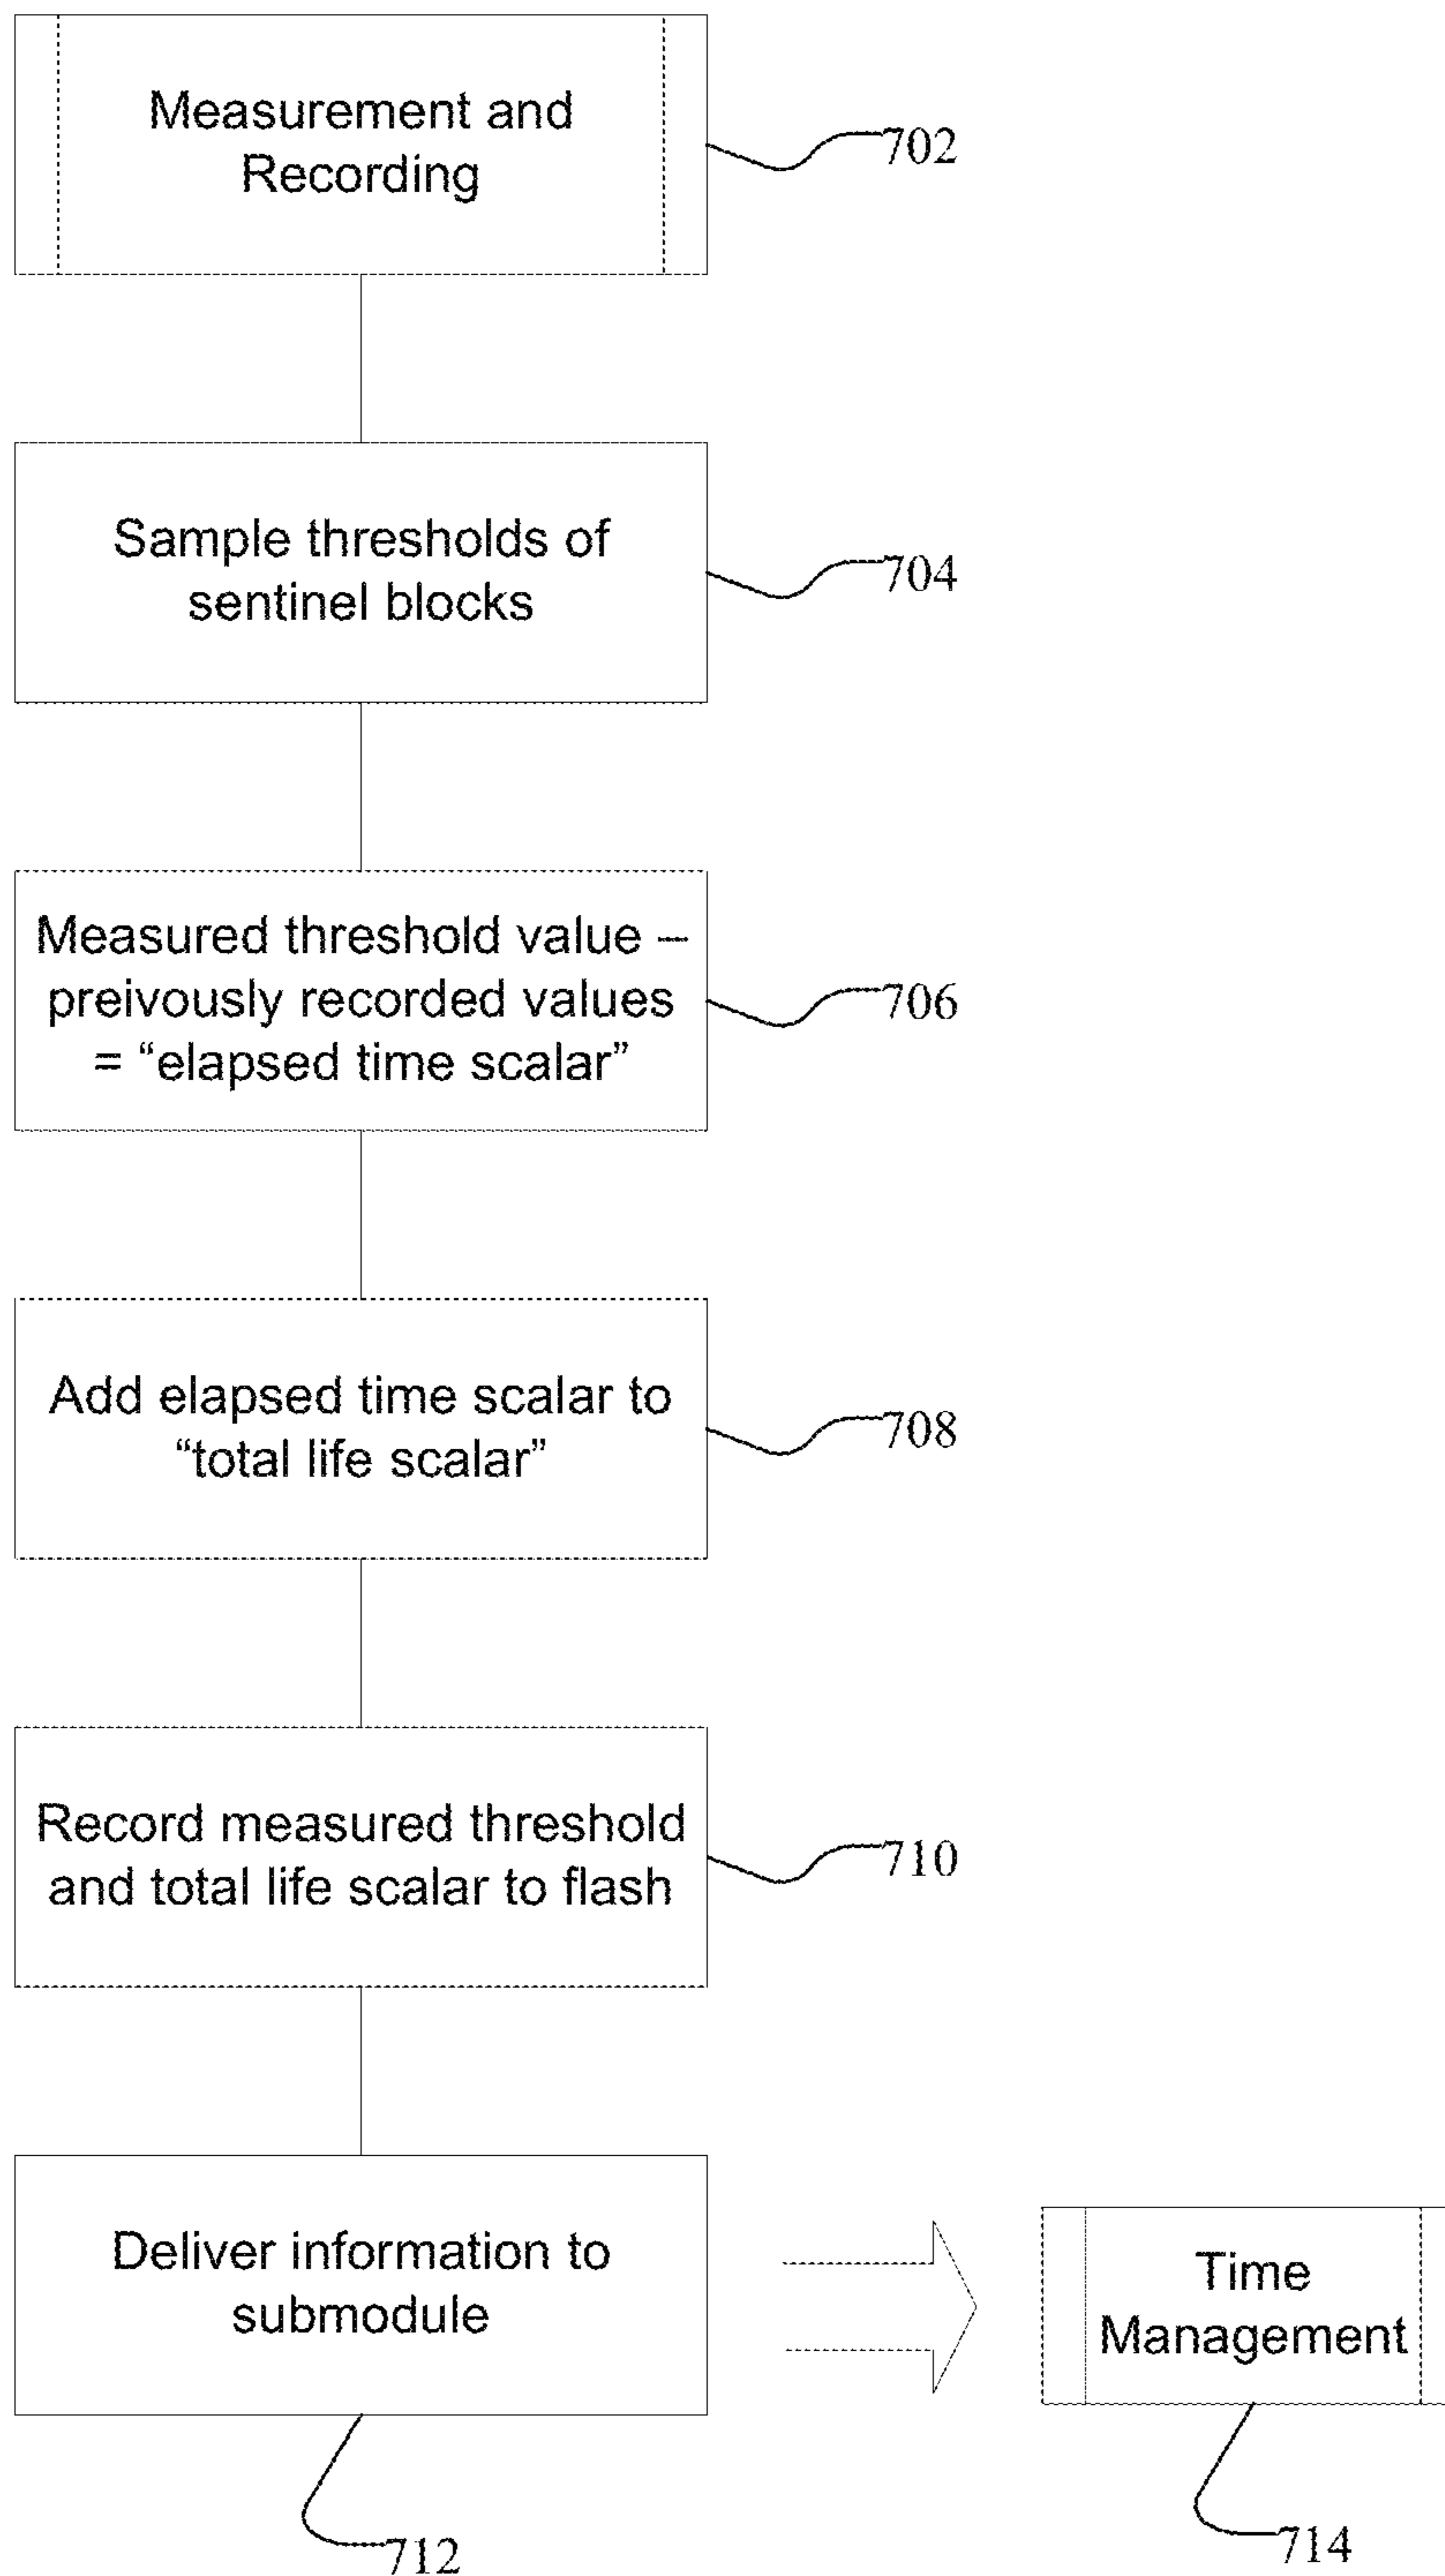 Measurement and
Recording
702
Sample thresholds of
sentinel blocks
704
Measured threshold value –
preivously recorded values
= “elapsed time scalar”
706
Add elapsed time scalar to
“total life scalar”
708
Record measured threshold
and total life scalar to flash
710
Deliver information to
submodule
712
Time
Management
714